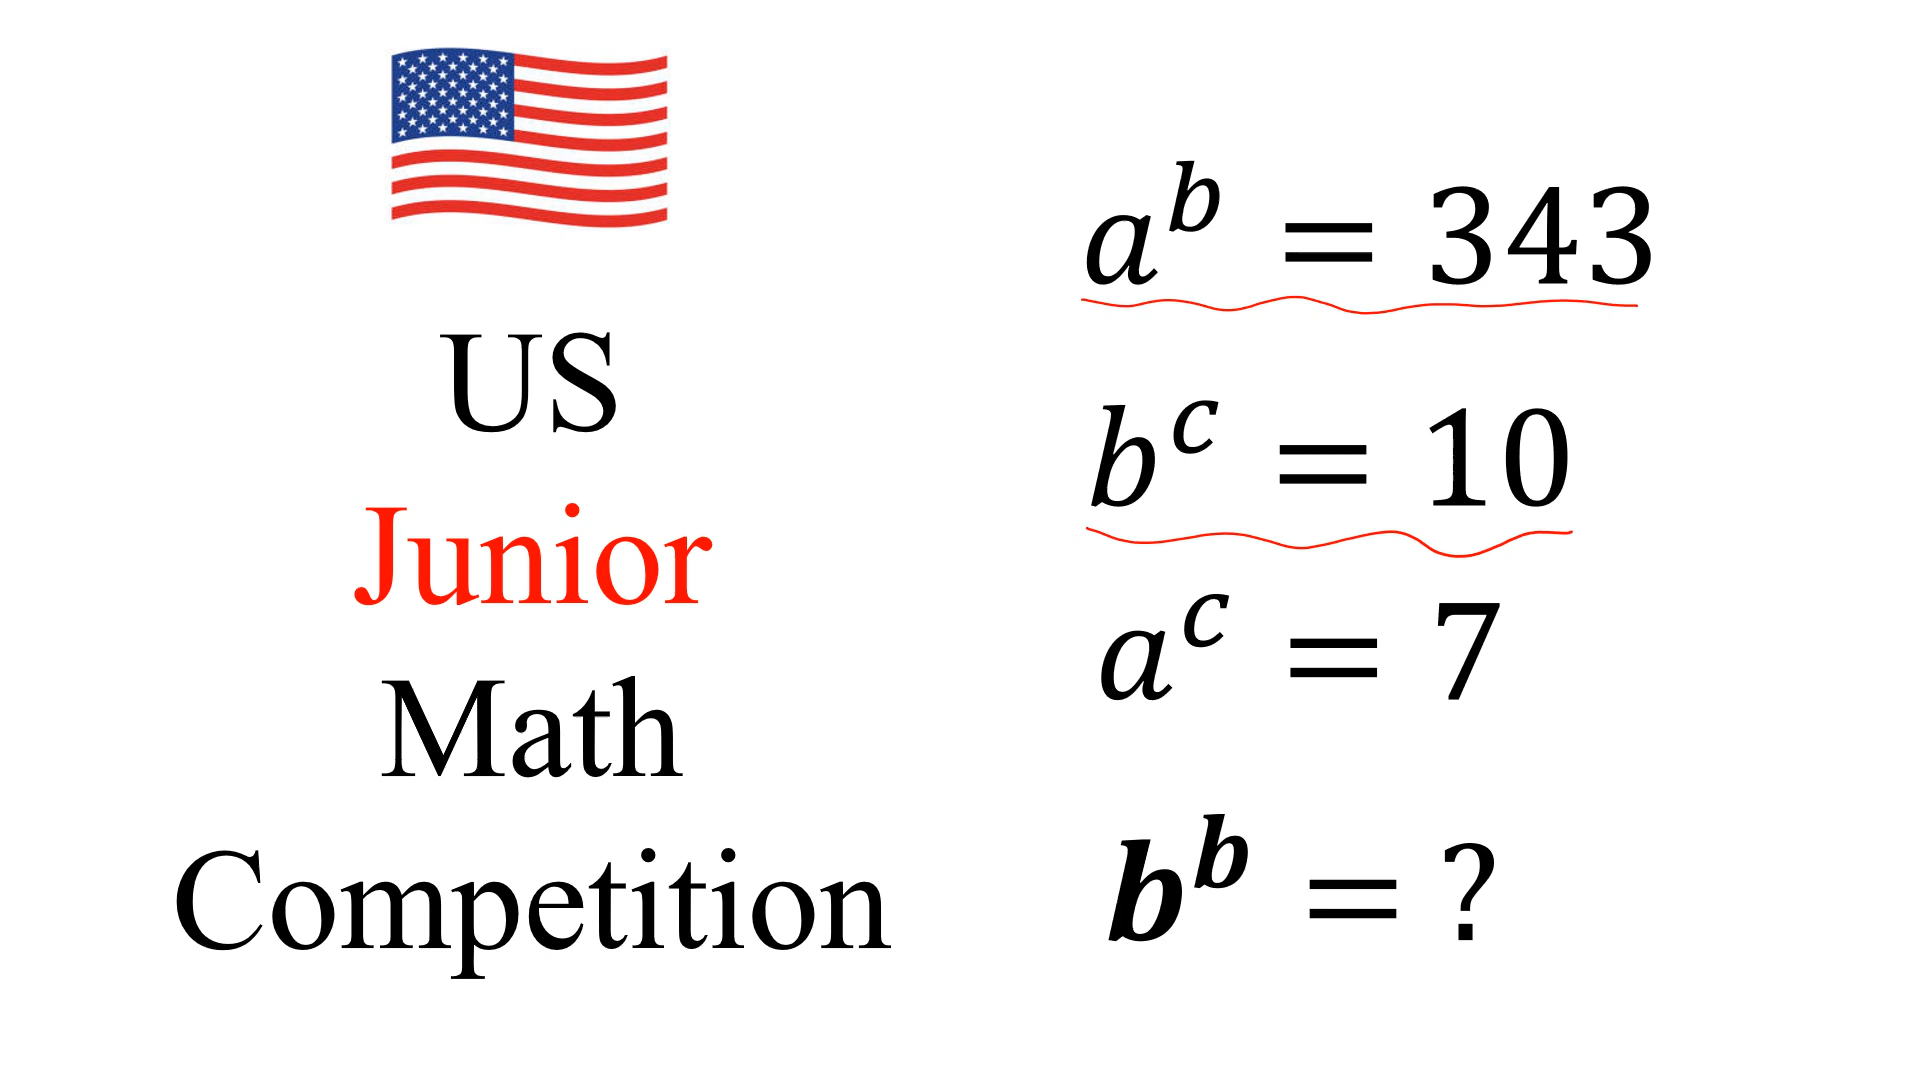 US
Junior
Math
Competition
a^b = 343
b^c = 10
a^c = 7
b^b = ?